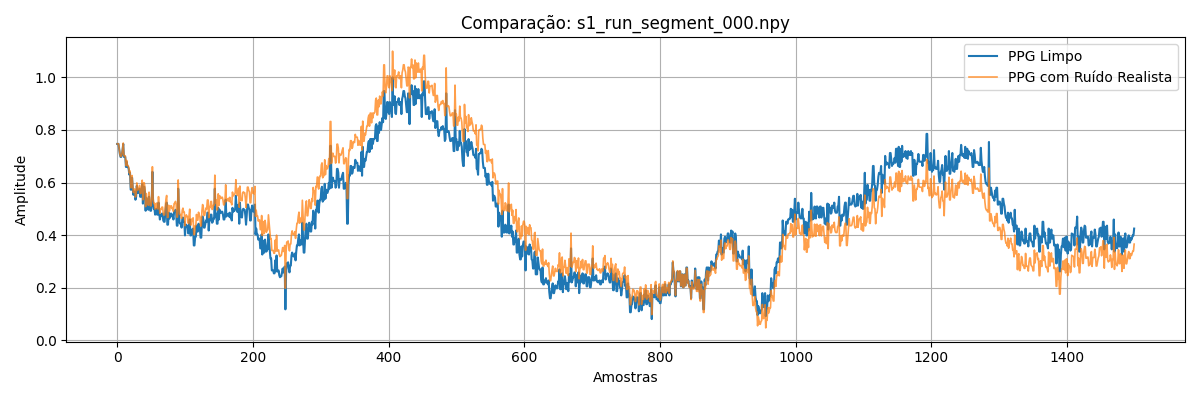 Comparação: s1_run_segment_000.npy
PPG Limpo
PPG com Ruído Realista
Amplitude
1.0
0.8
0.6
0.4
0.2
0.0
0 200 400 600 800 1000 1200 1400
Amostras